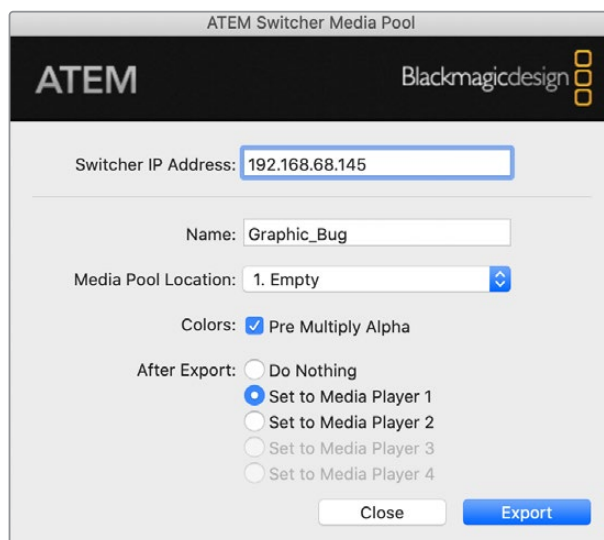 ATEM Switcher Media Pool
ATEM Blackmagicdesign
Switcher IP Address: 192.168.68.145
Name: Graphic_Bug
Media Pool Location: 1. Empty
Colors: Pre Multiply Alpha
After Export: Do Nothing
Set to Media Player 1
Set to Media Player 2
Set to Media Player 3
Set to Media Player 4
Close Export